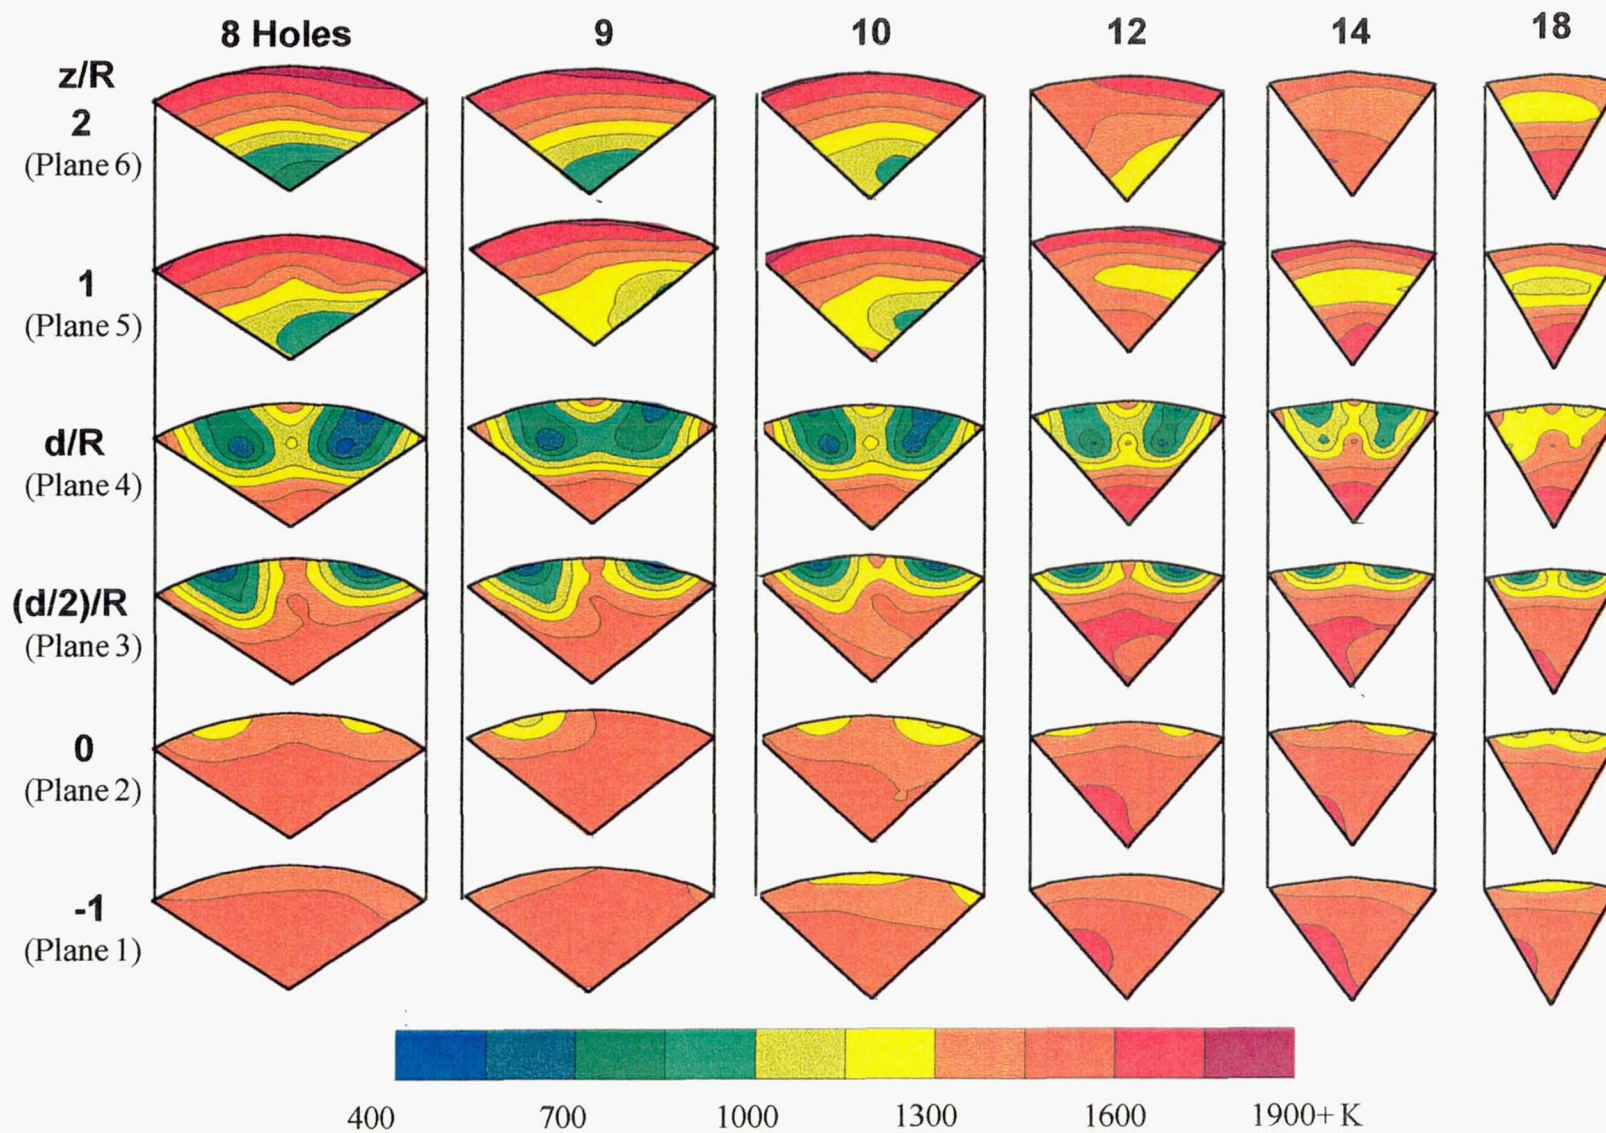 8 Holes 9 10 12 14 18
z/R
2
(Plane 6)
1
(Plane 5)
d/R
(Plane 4)
(d/2)/R
(Plane 3)
0
(Plane 2)
-1
(Plane 1)
400 700 1000 1300 1600 1900+ K